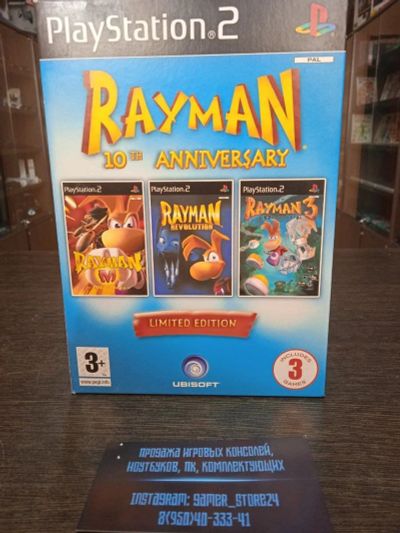 PlayStation®2
PAL
RAYMAN
10TH ANNIVERSARY
PlayStation®2
PlayStation®2
PlayStation®2
RAYMAN
M
RAYMAN
REVOLUTION
RAYMAN 3
LIMITED EDITION
3+
www.pegi.info
UBISOFT
INCLUDES
3
GAMES
ПРОДАЖА ИГРОВЫХ КОНСОЛЕЙ,
НОУТБУКОВ, ПК, КОМПЛЕКТУЮЩИХ
INSTAGRAM: GAMER_STORE24
8(950)40-333-41